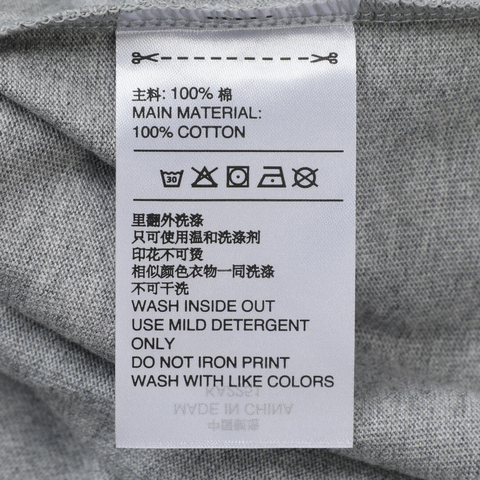 主料: 100% 棉
MAIN MATERIAL:
100% COTTON
30
里翻外洗涤
只可使用温和洗涤剂
印花不可烫
相似颜色衣物一同洗涤
不可干洗
WASH INSIDE OUT
USE MILD DETERGENT
ONLY
DO NOT IRON PRINT
WASH WITH LIKE COLORS
MADE IN CHINA
中国制造